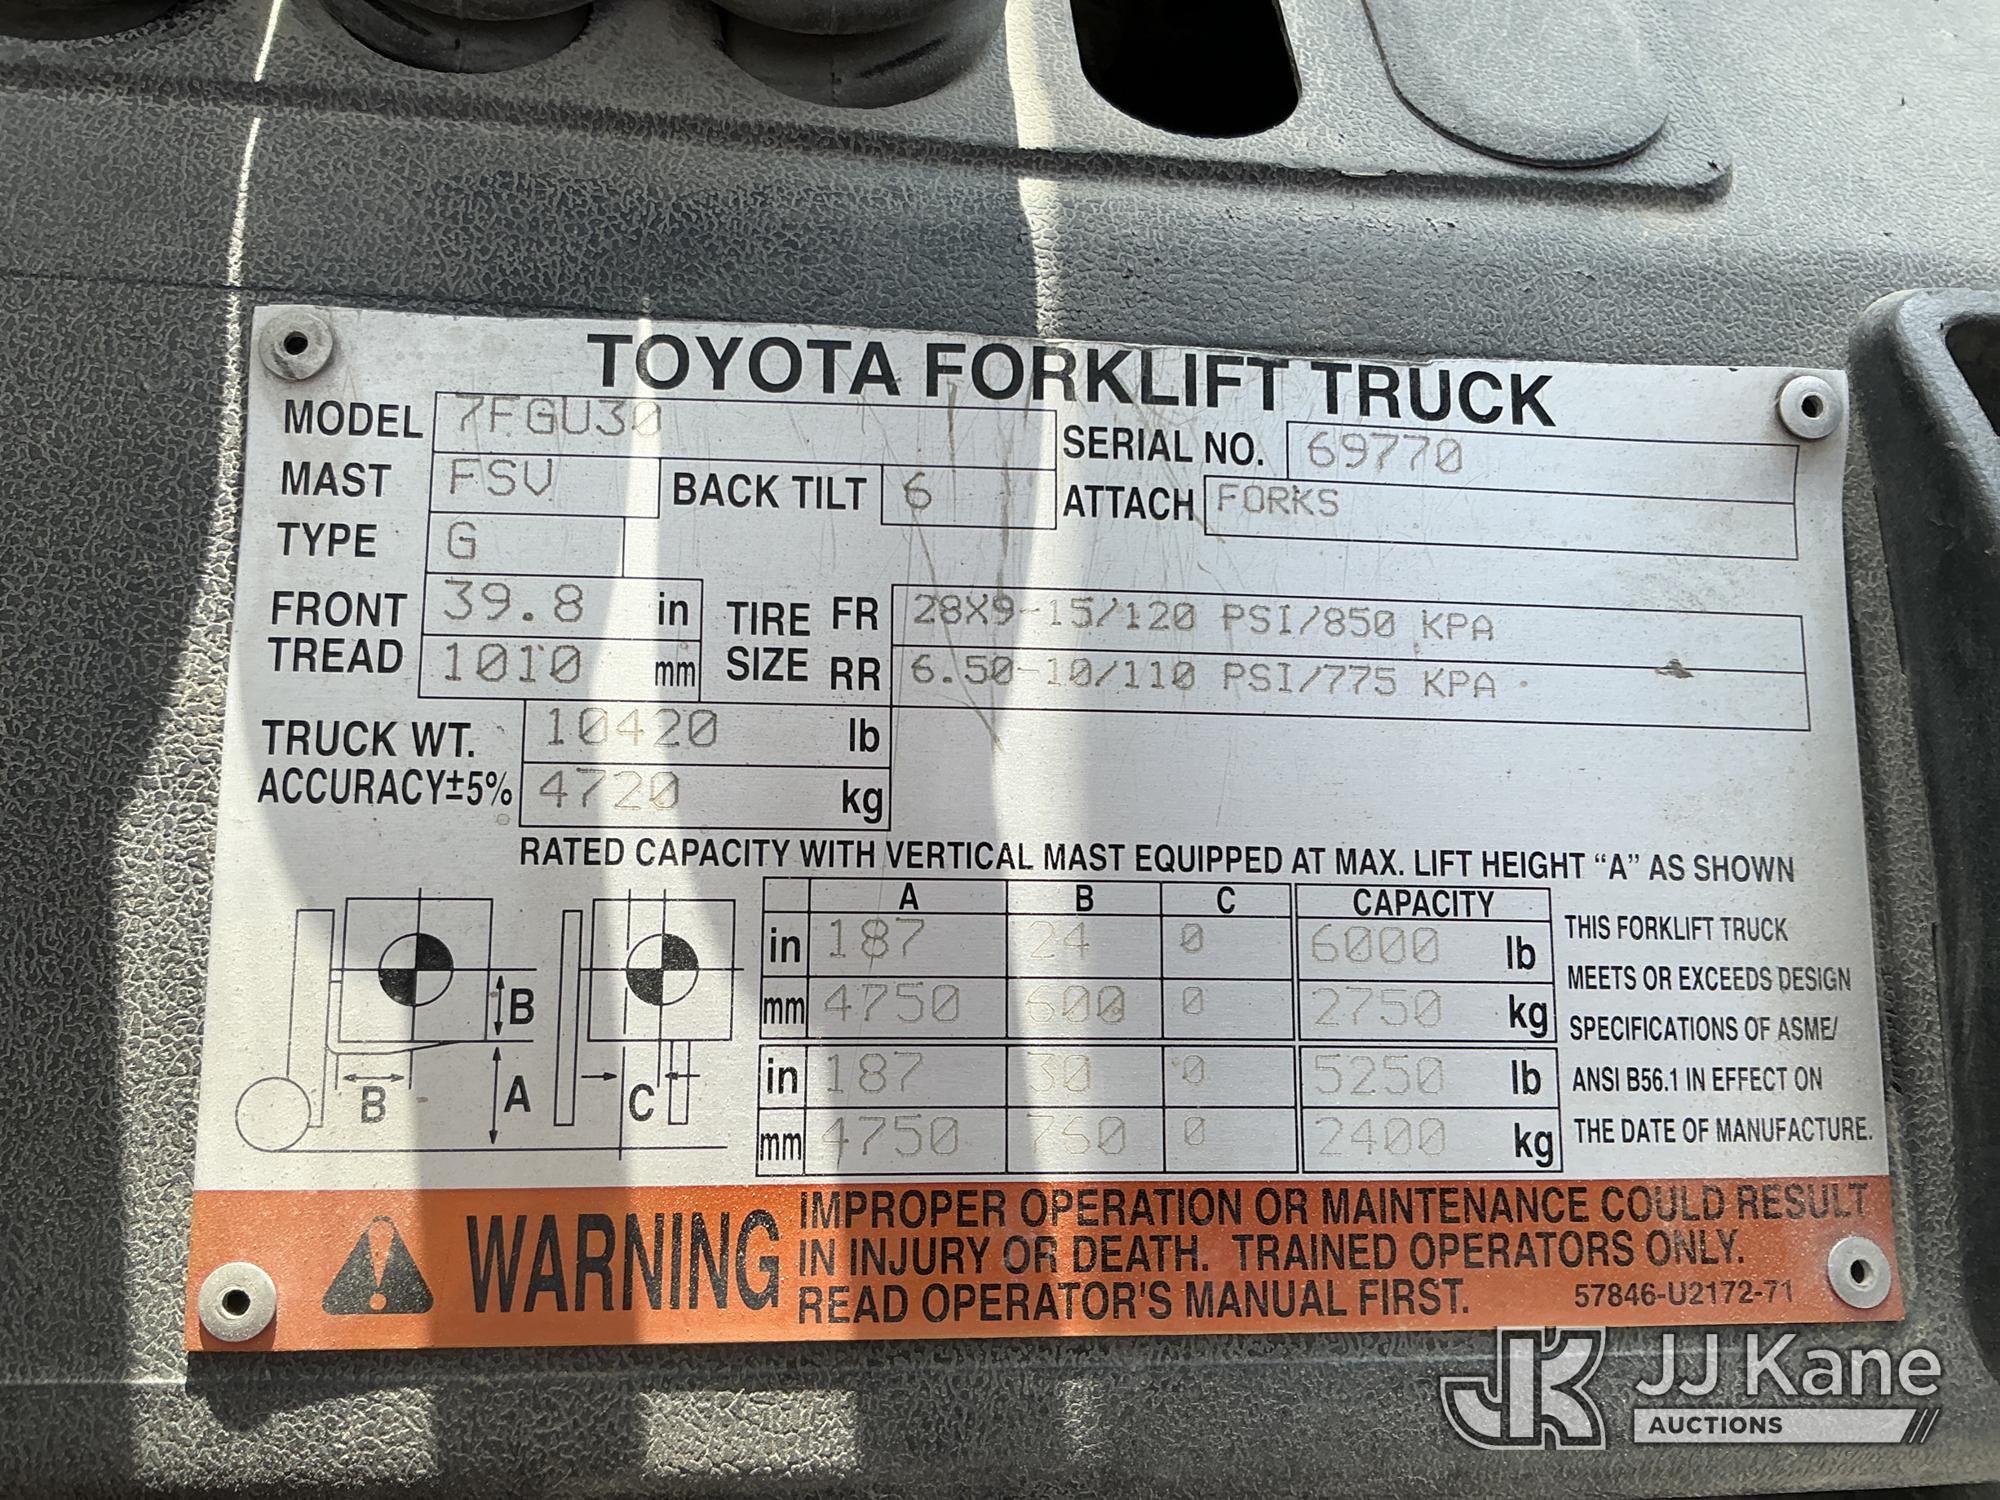 TOYOTA FORKLIFT TRUCK
MODEL 7FGU30 SERIAL NO. 69770
MAST FSV BACK TILT 6 ATTACH FORKS
TYPE G
FRONT TREAD 39.8 in 1010 mm
TIRE SIZE FR 28X9-15/120 PSI/850 KPA
RR 6.50-10/110 PSI/775 KPA
TRUCK WT. 10420 lb
ACCURACY±5% 4720 kg
RATED CAPACITY WITH VERTICAL MAST EQUIPPED AT MAX. LIFT HEIGHT “A” AS SHOWN
A B C CAPACITY
in 187 24 0 6000 lb
mm 4750 600 0 2750 kg
in 187 30 0 5250 lb
mm 4750 760 0 2400 kg
B
B
A
C
THIS FORKLIFT TRUCK
MEETS OR EXCEEDS DESIGN
SPECIFICATIONS OF ASME/
ANSI B56.1 IN EFFECT ON
THE DATE OF MANUFACTURE.
WARNING
IMPROPER OPERATION OR MAINTENANCE COULD RESULT
IN INJURY OR DEATH. TRAINED OPERATORS ONLY.
READ OPERATOR'S MANUAL FIRST. 57846-U2172-71
JK JJ Kane
AUCTIONS